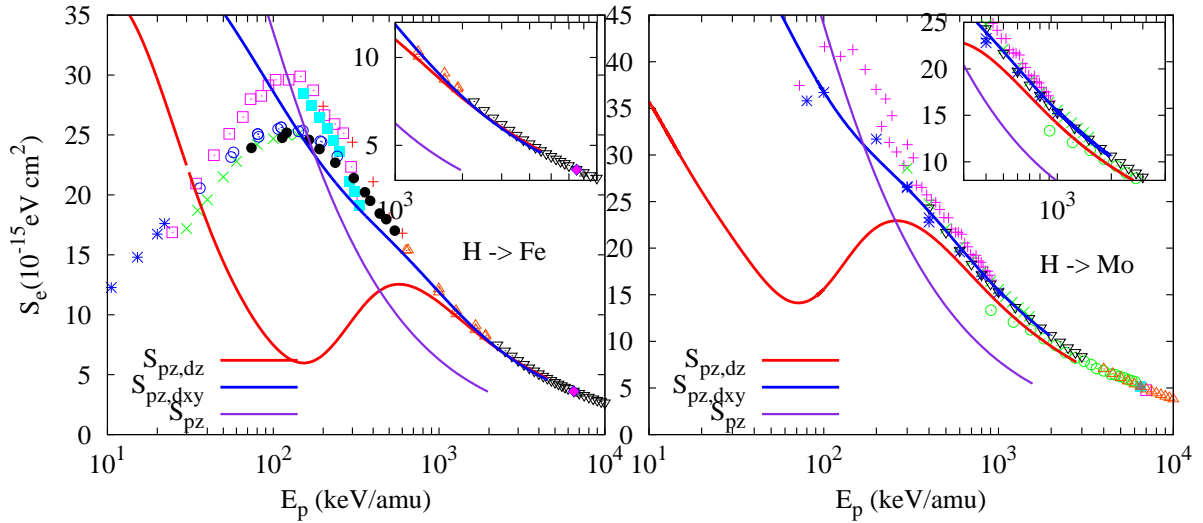 S_e(10^-15 eV cm^2)
35
30
25
20
15
10
5
0
10^1 10^2 10^3 10^4
E_p (keV/amu)
H -> Fe
S_pz,dz
S_pz,dxy
S_pz
10
5
10^3
45
40
35
30
25
20
15
10
5
0
10^1 10^2 10^3 10^4
E_p (keV/amu)
H -> Mo
S_pz,dz
S_pz,dxy
S_pz
25
20
15
10
10^3